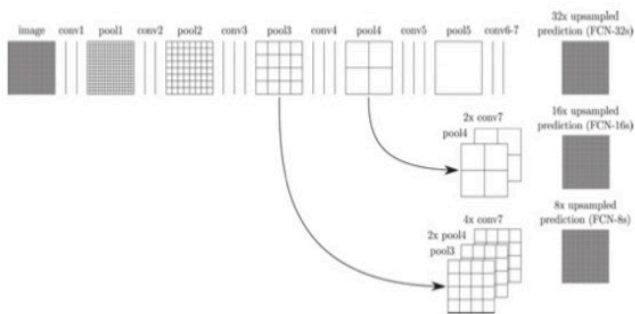 image conv1 pool1 conv2 pool2 conv3 pool3 conv4 pool4 conv5 pool5 conv6-7
32x upsampled
prediction (FCN-32s)
16x upsampled
prediction (FCN-16s)
2x conv7
pool4
8x upsampled
prediction (FCN-8s)
4x conv7
2x pool4
pool3